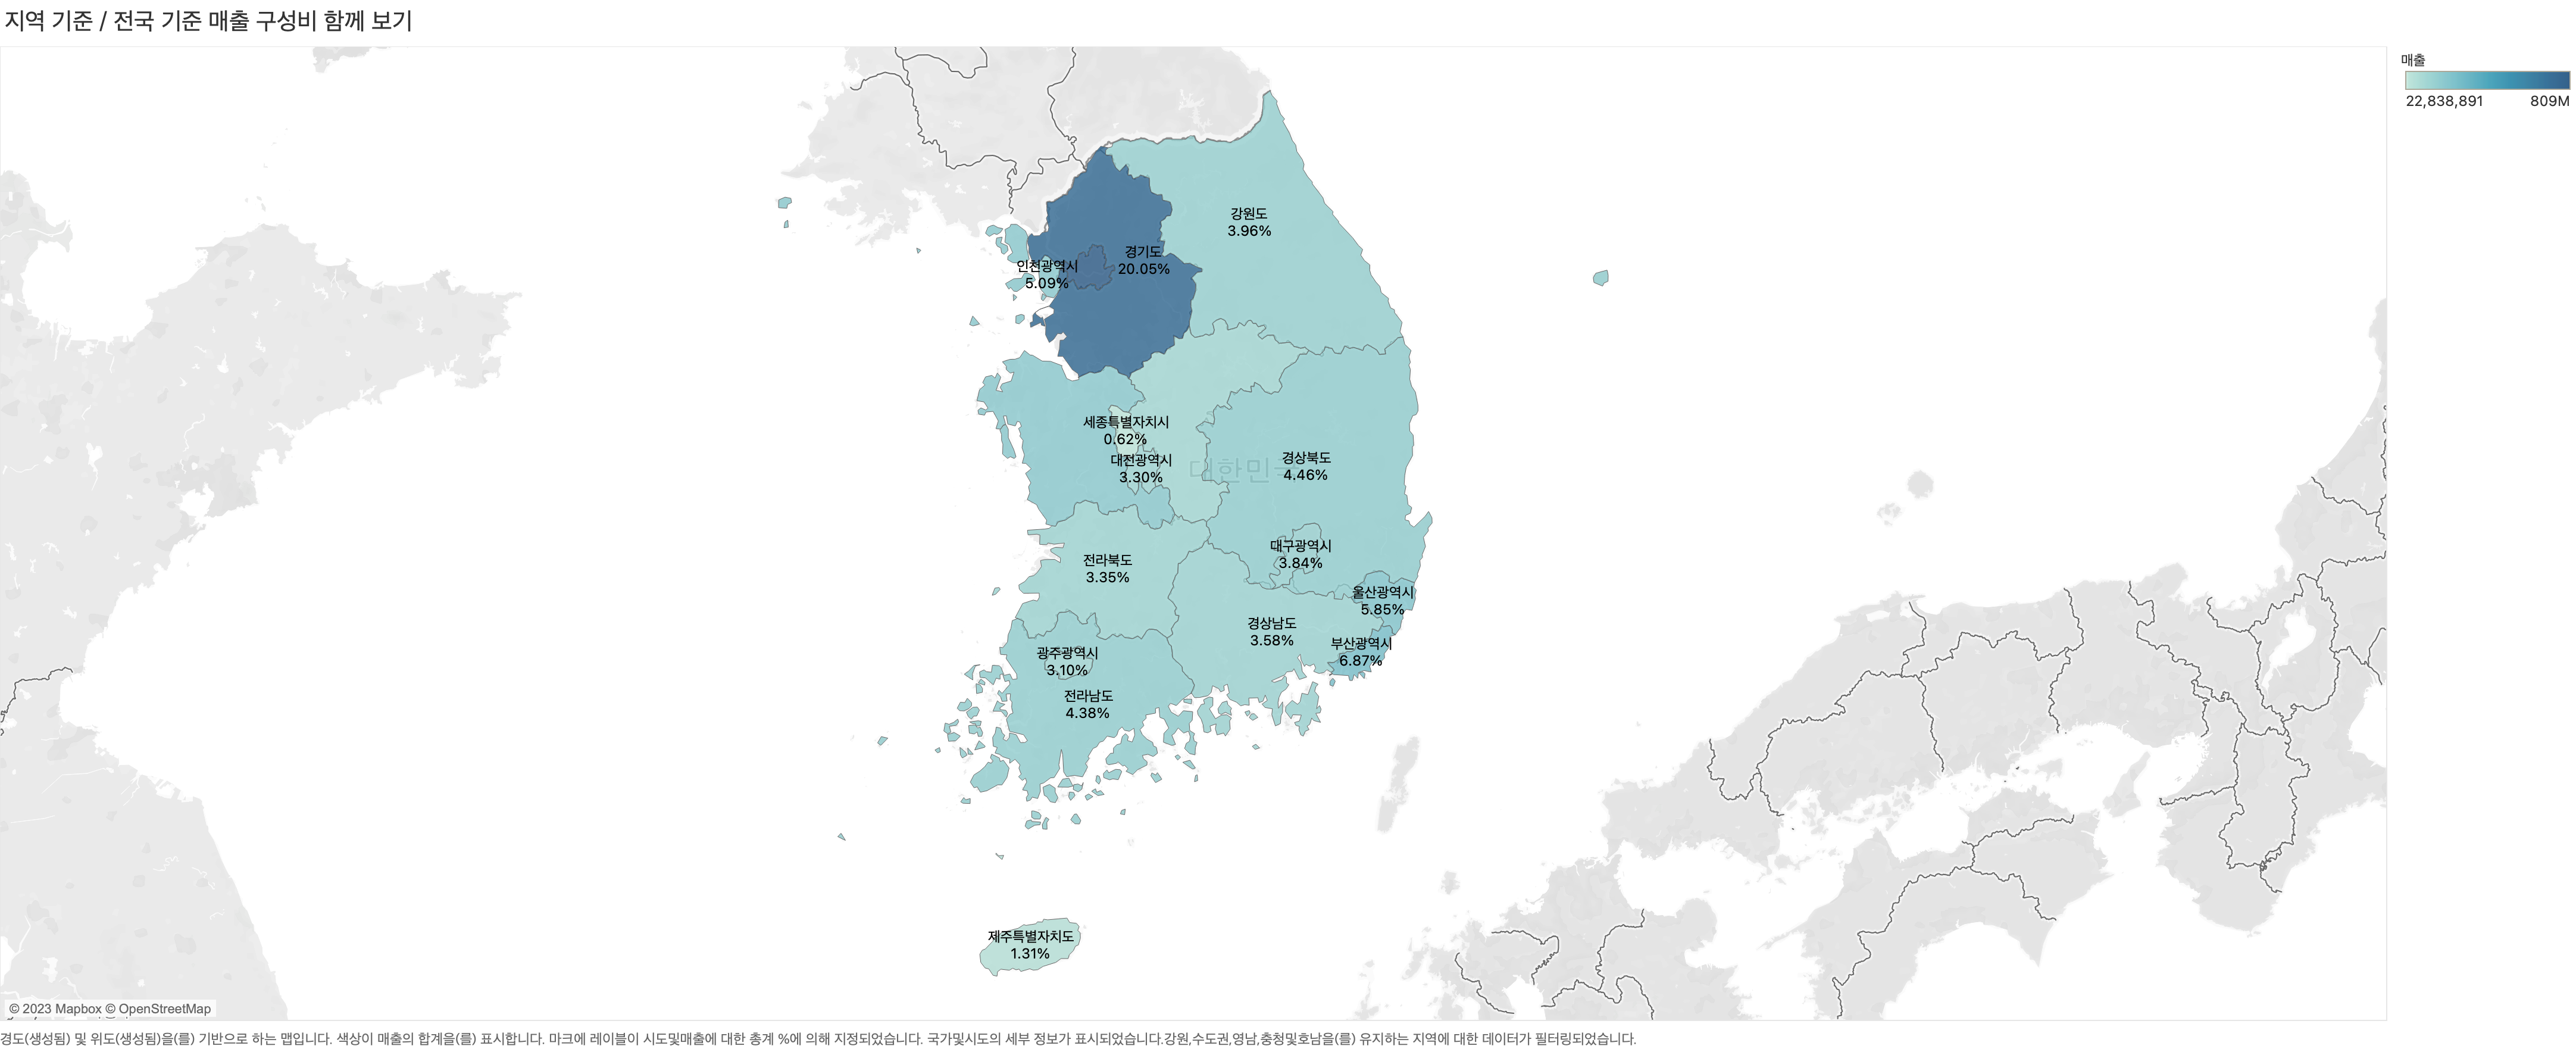 지역 기준 / 전국 기준 매출 구성비 함께 보기
매출
22,838,891 809M
강원도
3.96%
경기도
20.05%
인천광역시
5.09%
세종특별자치시
0.62%
대전광역시
3.30%
대한민국
경상북도
4.46%
대구광역시
3.84%
전라북도
3.35%
울산광역시
5.85%
경상남도
3.58%
부산광역시
6.87%
광주광역시
3.10%
전라남도
4.38%
제주특별자치도
1.31%
© 2023 Mapbox © OpenStreetMap
경도(생성됨) 및 위도(생성됨)을(를) 기반으로 하는 맵입니다. 색상이 매출의 합계을(를) 표시합니다. 마크에 레이블이 시도및매출에 대한 총계 %에 의해 지정되었습니다. 국가및시도의 세부 정보가 표시되었습니다.강원,수도권,영남,충청및호남을(를) 유지하는 지역에 대한 데이터가 필터링되었습니다.